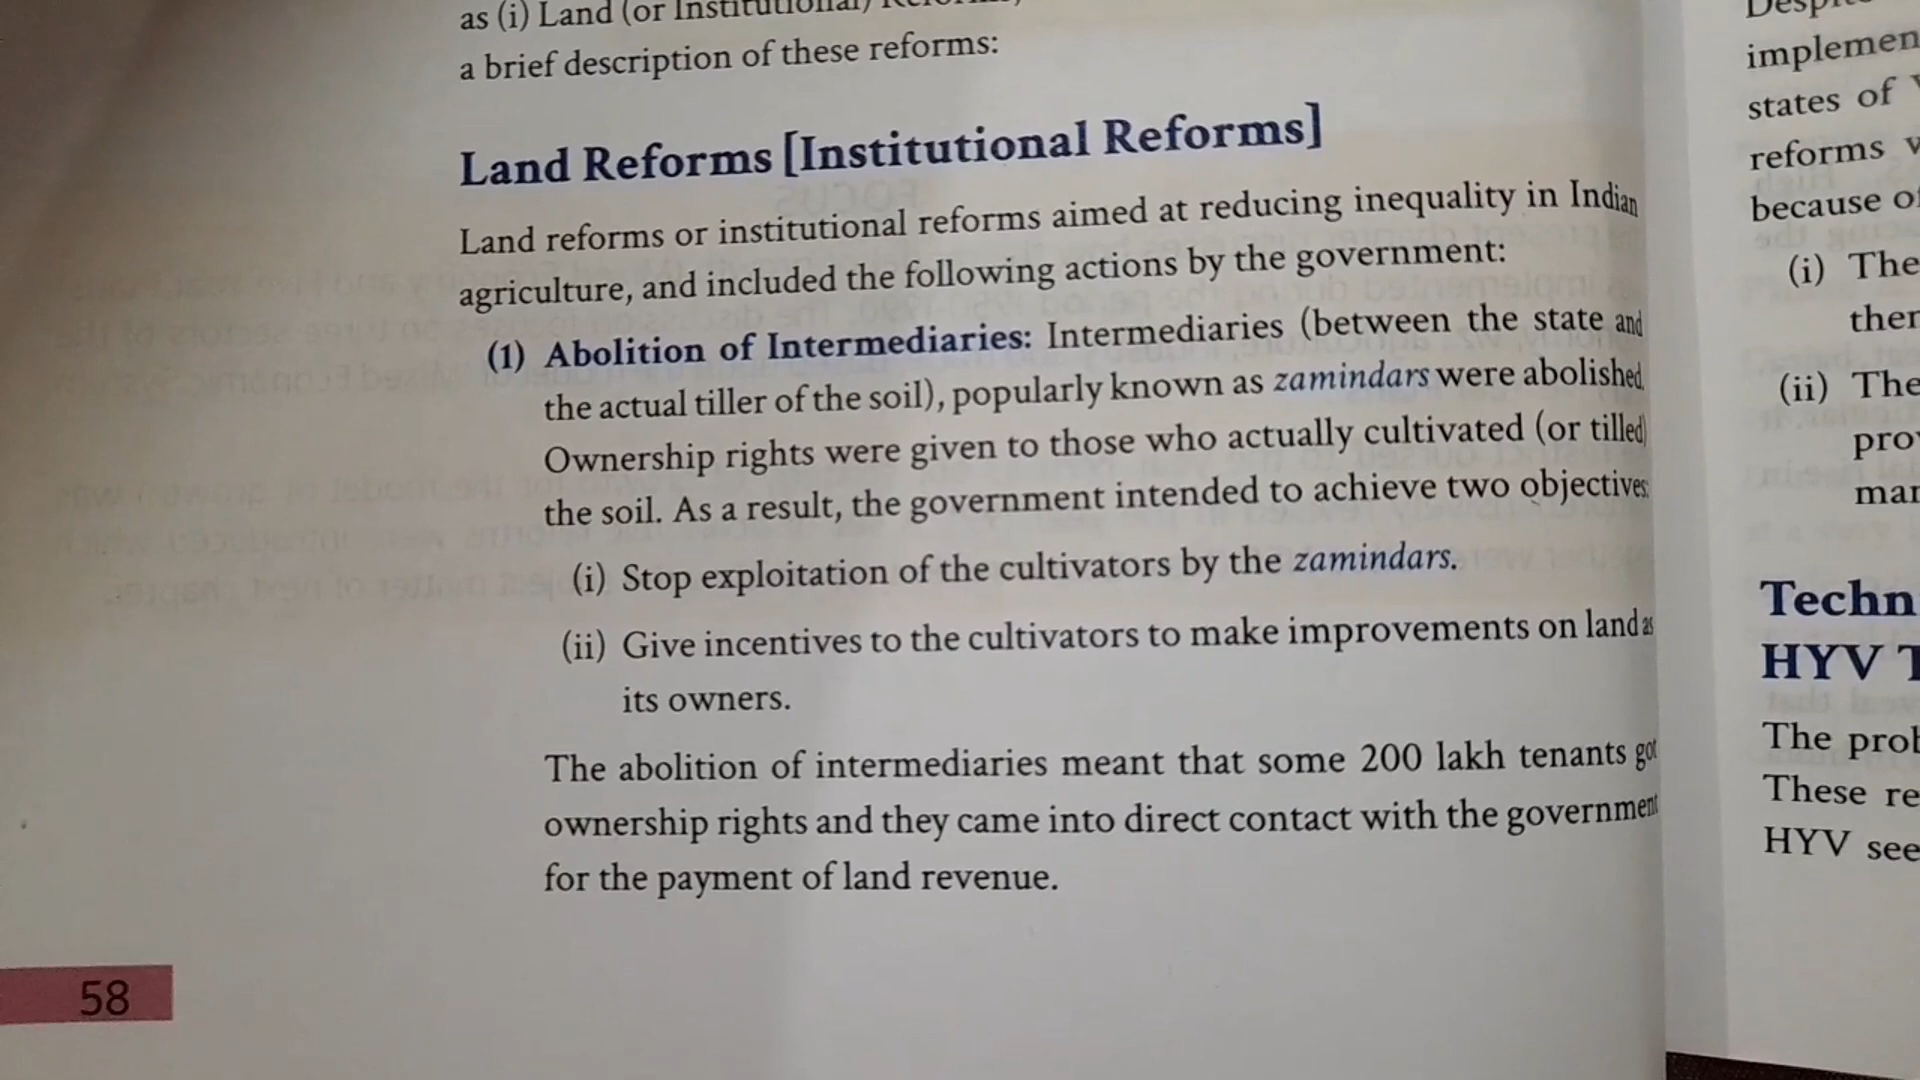 as (i) Land (or Institutional)
a brief description of these reforms:
Land Reforms [Institutional Reforms]
Land reforms or institutional reforms aimed at reducing inequality in Indian
agriculture, and included the following actions by the government:
(1) Abolition of Intermediaries: Intermediaries (between the state and
the actual tiller of the soil), popularly known as zamindars were abolished.
Ownership rights were given to those who actually cultivated (or tilled)
the soil. As a result, the government intended to achieve two objectives:
(i) Stop exploitation of the cultivators by the zamindars.
(ii) Give incentives to the cultivators to make improvements on land as
its owners.
The abolition of intermediaries meant that some 200 lakh tenants got
ownership rights and they came into direct contact with the government
for the payment of land revenue.
58
implemen
states of
reforms
because of
(i) The
ther
(ii) The
pro
mar
Techn
HYV T
The prob
These re
HYV see